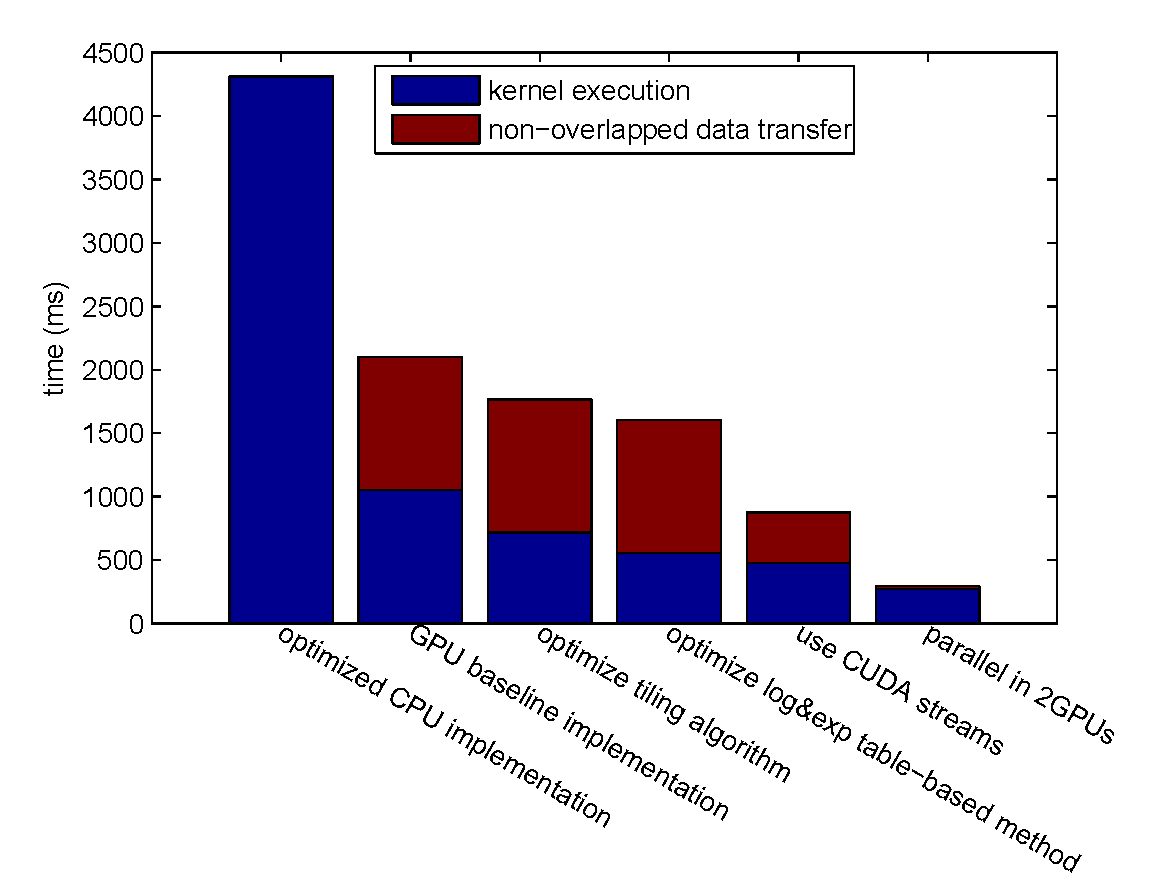 4500
4000
3500
3000
2500
2000
1500
1000
500
0
time (ms)
kernel execution
non−overlapped data transfer
optimized CPU implementation
GPU baseline implementation
optimize tiling algorithm
optimize log&exp table−based method
use CUDA streams
parallel in 2GPUs